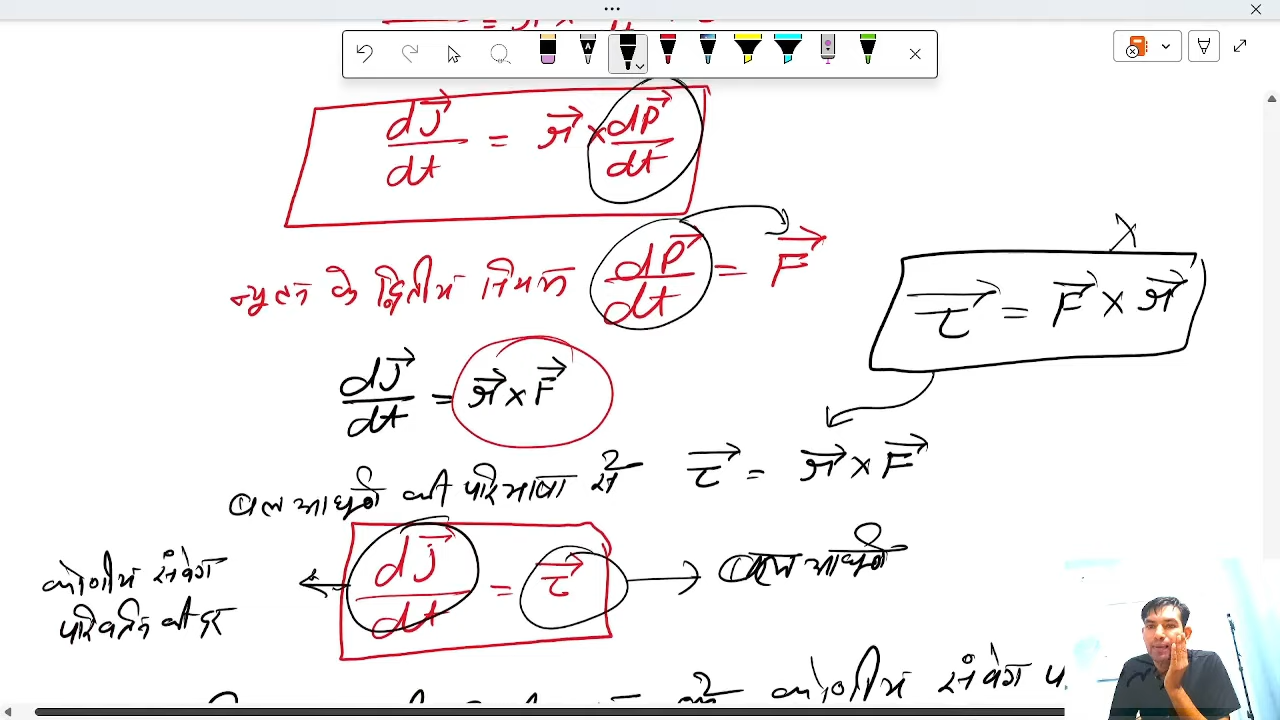 dJ⃗/dt = r⃗ × dP⃗/dt
न्यूतन के द्वितीय नियम dP⃗/dt = F⃗
X
τ⃗ = F⃗ × r⃗
dJ⃗/dt = r⃗ × F⃗
बल आघूर्ण की परिभाषा से τ⃗ = r⃗ × F⃗
dJ⃗/dt = τ⃗
बल आघूर्ण
कोणीय संवेग
परिवर्तन की दर
कोणीय संवेग